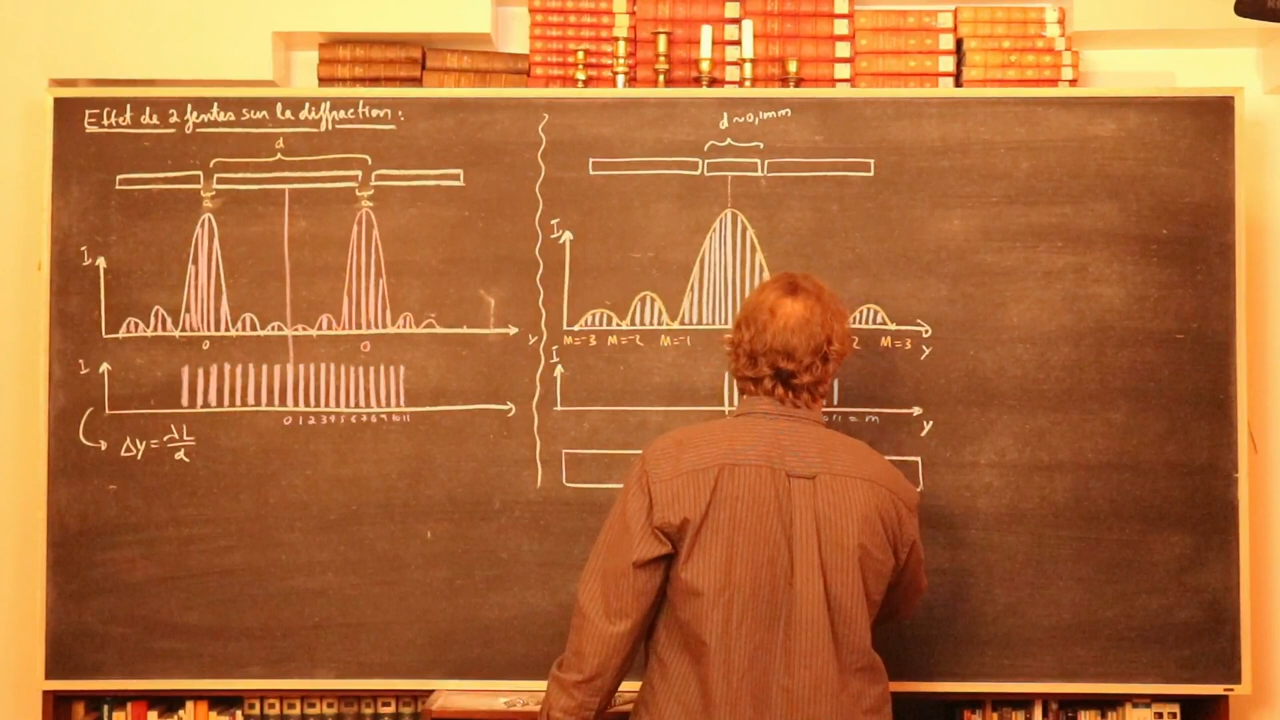 Effet de 2 fentes sur la diffraction :
d
a a
I
0 0
y
I
0 1 2 3 4 5 6 7 8 9 10 11
Δy = λL/d
d ~ 0,1mm
I
M=-3 M=-2 M=-1 2 M=3
y
I
= m
y